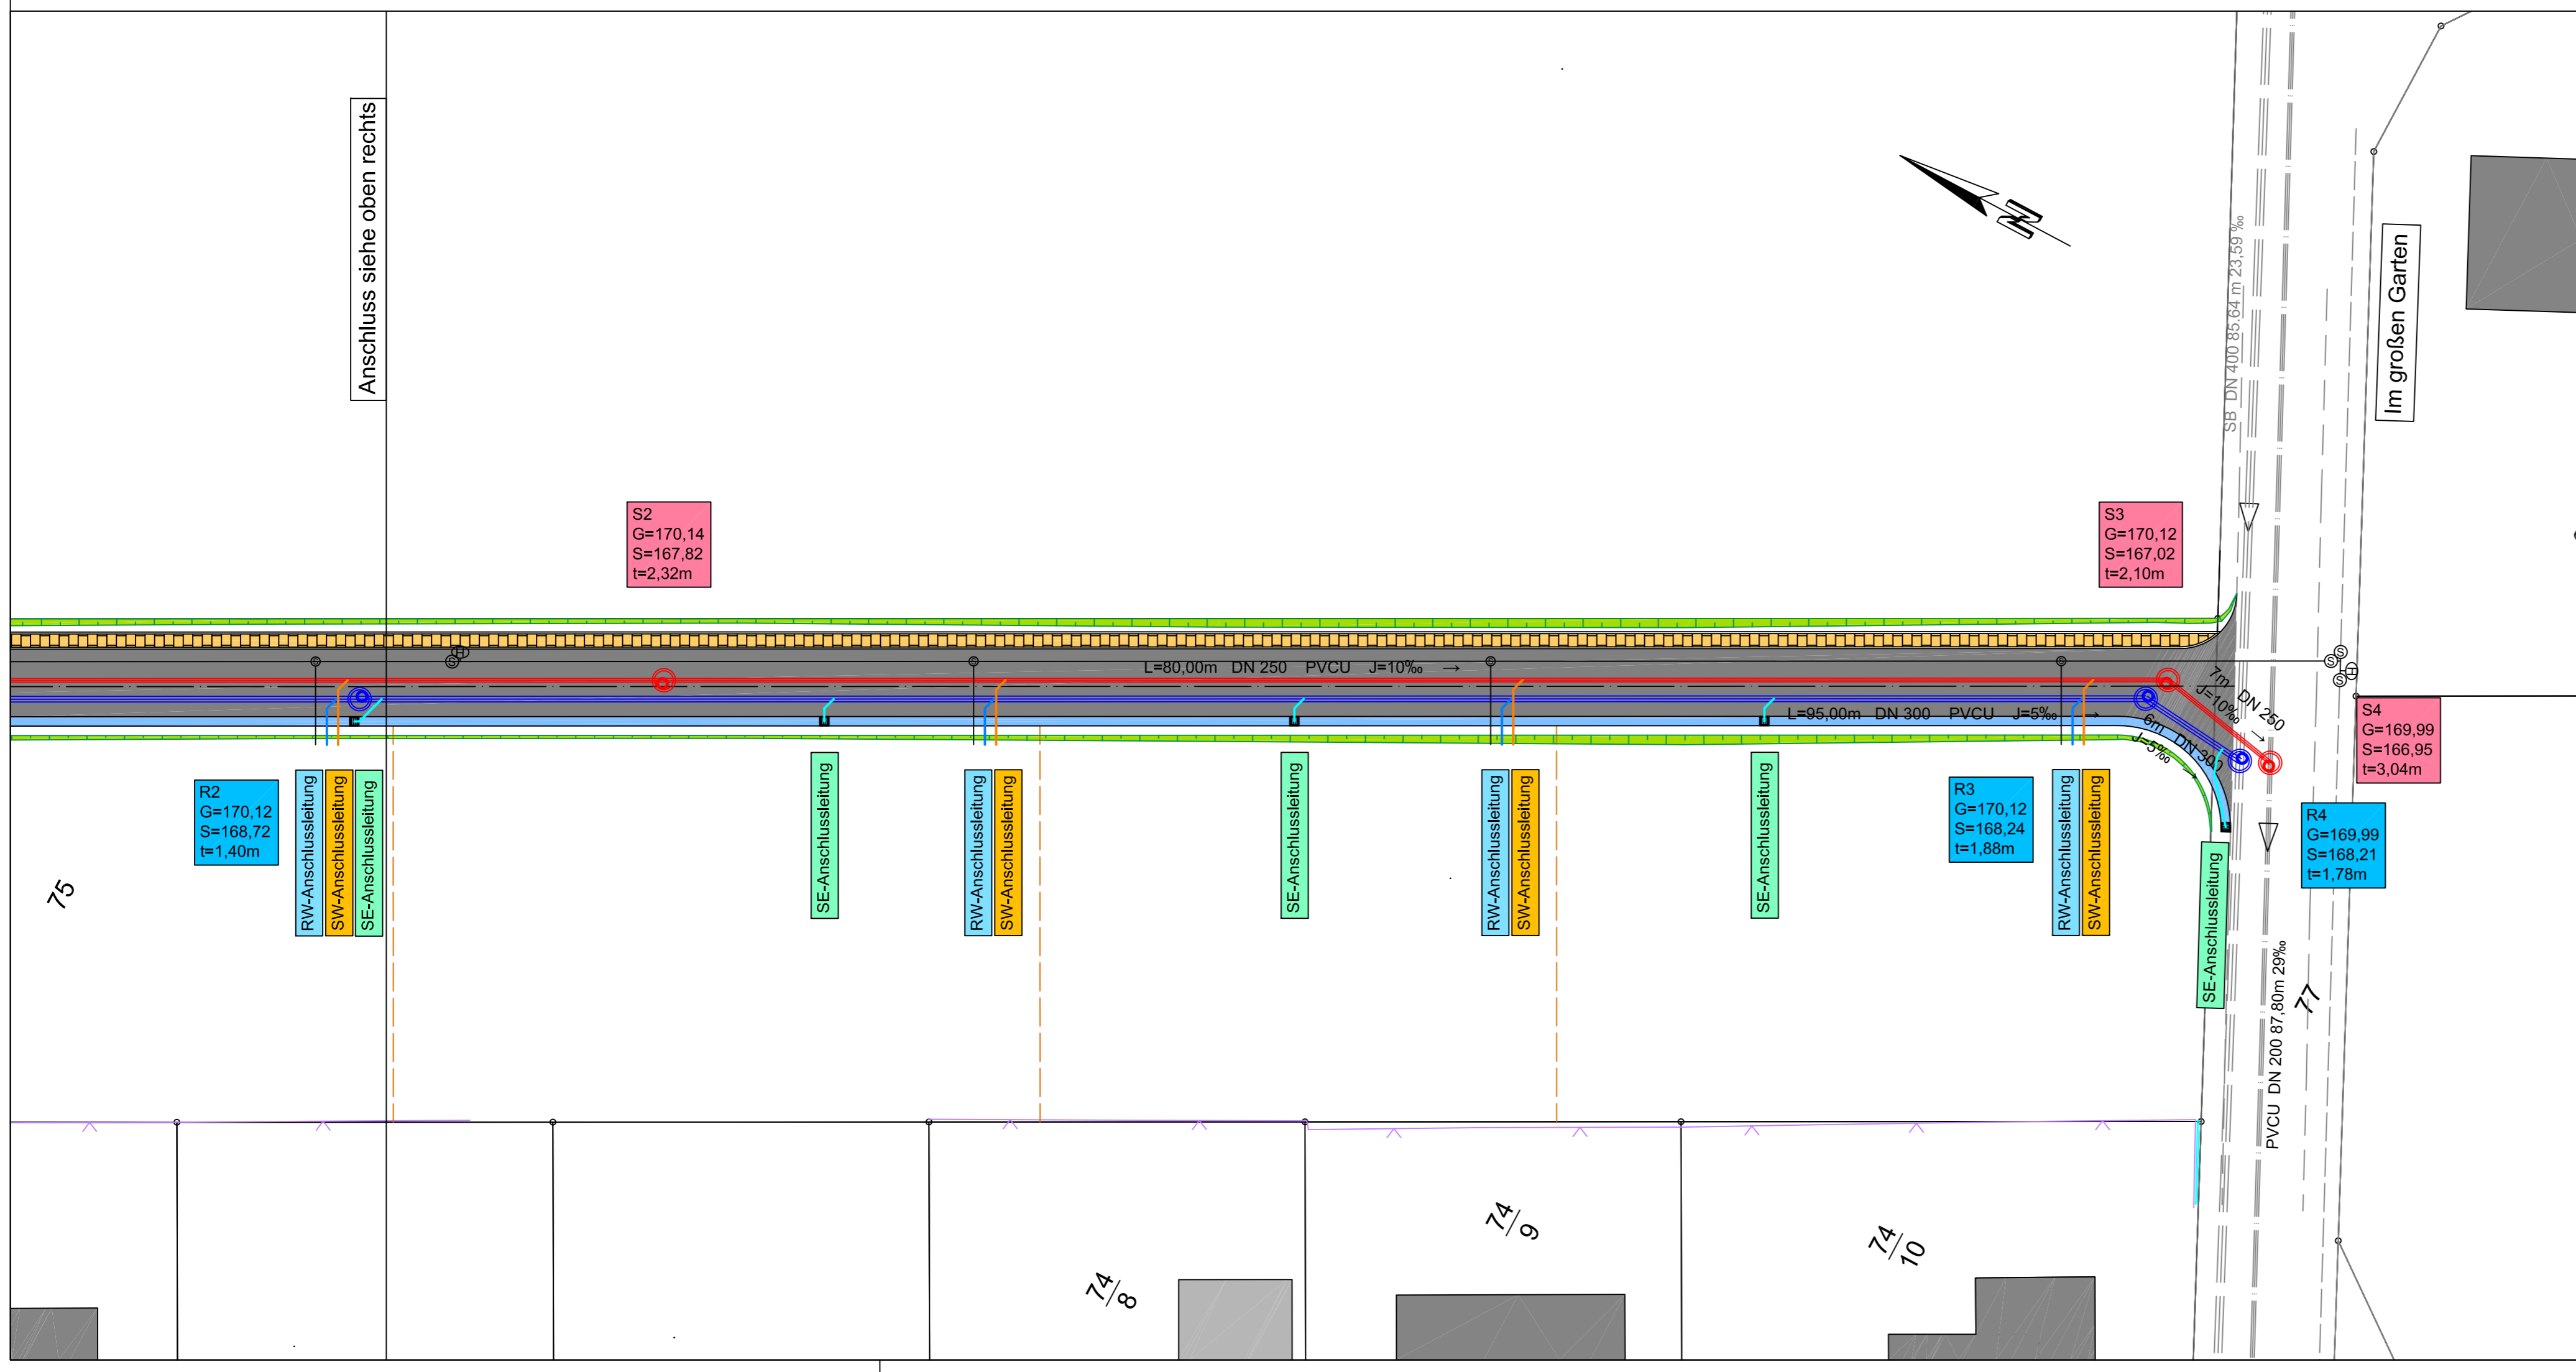 Anschluss siehe oben rechts
N
SB DN 400 85.64 m 23,59 ‰
Im großen Garten
S2
G=170,14
S=167,82
t=2,32m
S3
G=170,12
S=167,02
t=2,10m
H
S
L=80,00m DN 250 PVCU J=10‰ →
S
S
H
S
7m DN 250
J=10‰ →
L=95,00m DN 300 PVCU J=5‰ →
6m DN 300
J=5‰ →
S4
G=169,99
S=166,95
t=3,04m
R2
G=170,12
S=168,72
t=1,40m
RW-Anschlussleitung
SW-Anschlussleitung
SE-Anschlussleitung
SE-Anschlussleitung
RW-Anschlussleitung
SW-Anschlussleitung
SE-Anschlussleitung
RW-Anschlussleitung
SW-Anschlussleitung
SE-Anschlussleitung
R3
G=170,12
S=168,24
t=1,88m
RW-Anschlussleitung
SW-Anschlussleitung
SE-Anschlussleitung
R4
G=169,99
S=168,21
t=1,78m
75
77
PVCU DN 200 87,80m 29‰
74
8
74
9
74
10